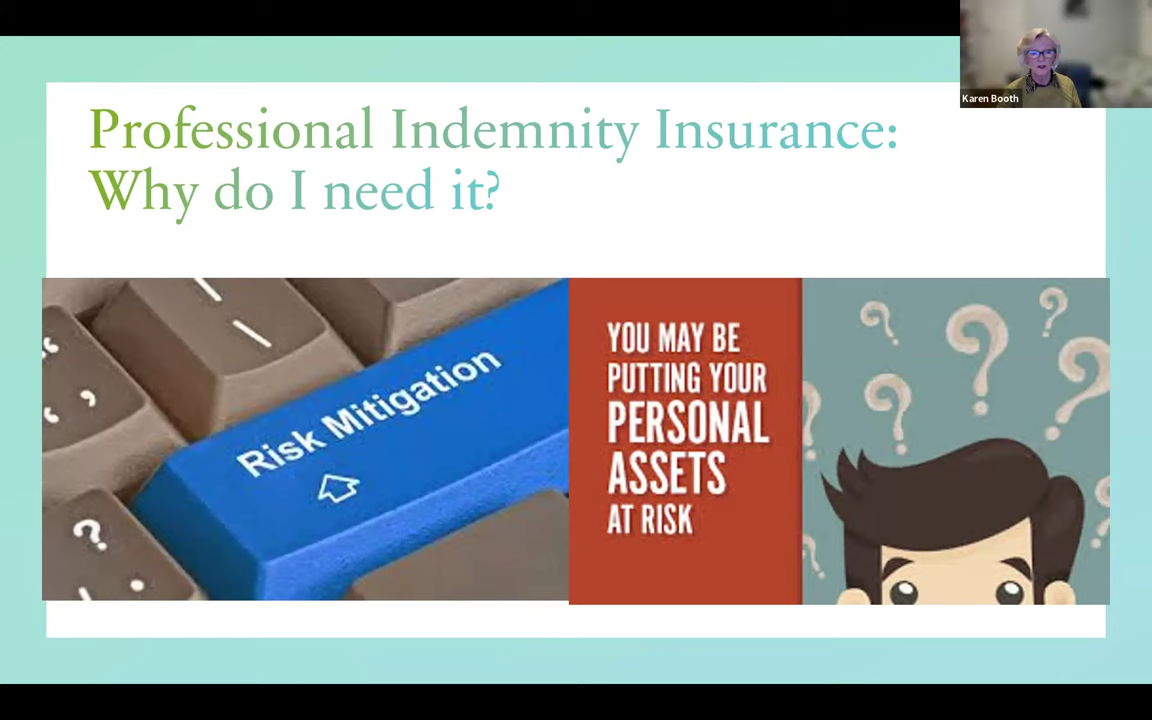 Karen Booth
Professional Indemnity Insurance:
Why do I need it?
Risk Mitigation
YOU MAY BE
PUTTING YOUR
PERSONAL
ASSETS
AT RISK